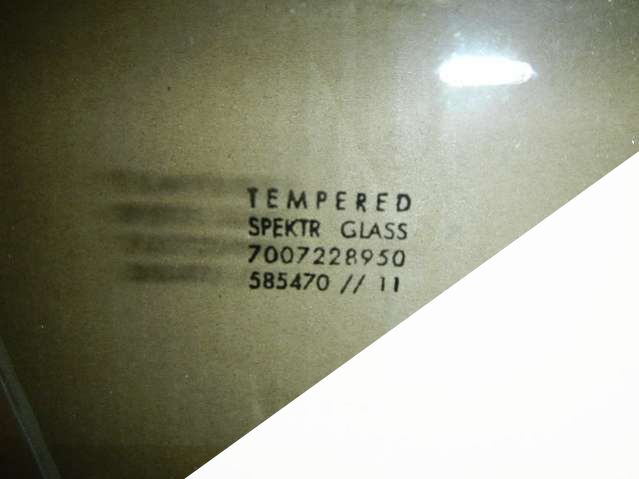 TEMPERED
SPEKTR GLASS
7007228950
585470 // 11